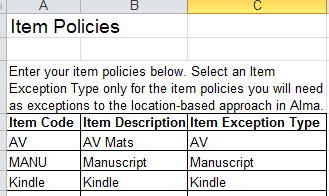 A B C
Item Policies
Enter your item policies below. Select an Item
Exception Type only for the item policies you will need
as exceptions to the location-based approach in Alma.
Item Code Item Description Item Exception Type
AV AV Mats AV
MANU Manuscript Manuscript
Kindle Kindle Kindle